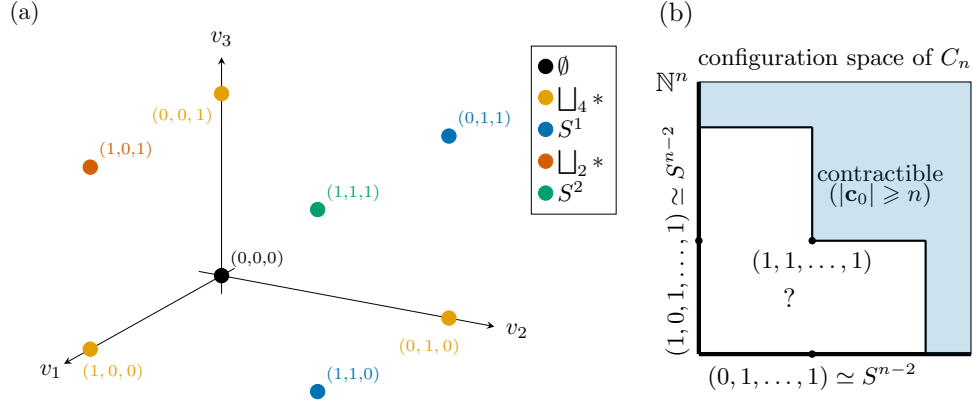 (a)
v₃
(0, 0, 1)
(0,1,1)
(1,0,1)
(1,1,1)
(0,0,0)
v₂
(0, 1, 0)
v₁
(1, 0, 0)
(1,1,0)
∅
⨆₄ *
S¹
⨆₂ *
S²
(b)
configuration space of Cₙ
ℕⁿ
contractible
(|𝐜₀| ⩾ n)
(1, 0, 1, . . . , 1) ≃ Sⁿ⁻²
(1, 1, . . . , 1)
?
(0, 1, . . . , 1) ≃ Sⁿ⁻²